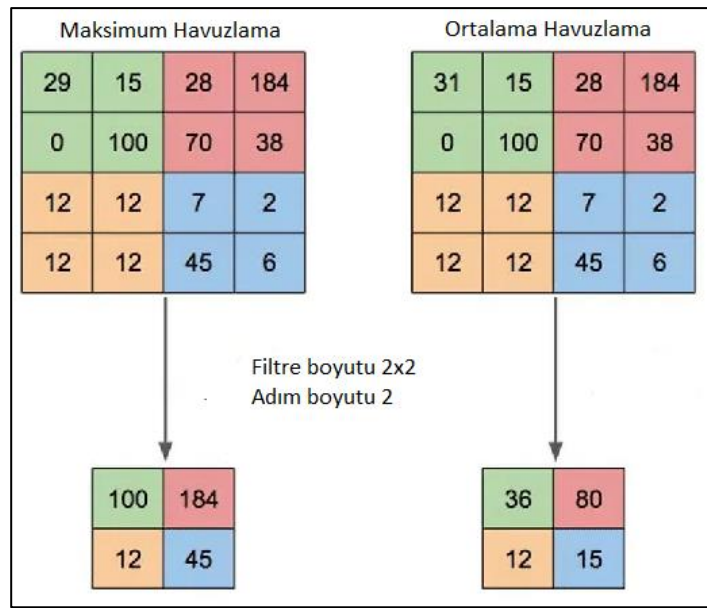 Maksimum Havuzlama
29 15 28 184
0 100 70 38
12 12 7 2
12 12 45 6
Ortalama Havuzlama
31 15 28 184
0 100 70 38
12 12 7 2
12 12 45 6
Filtre boyutu 2x2
Adım boyutu 2
100 184
12 45
36 80
12 15